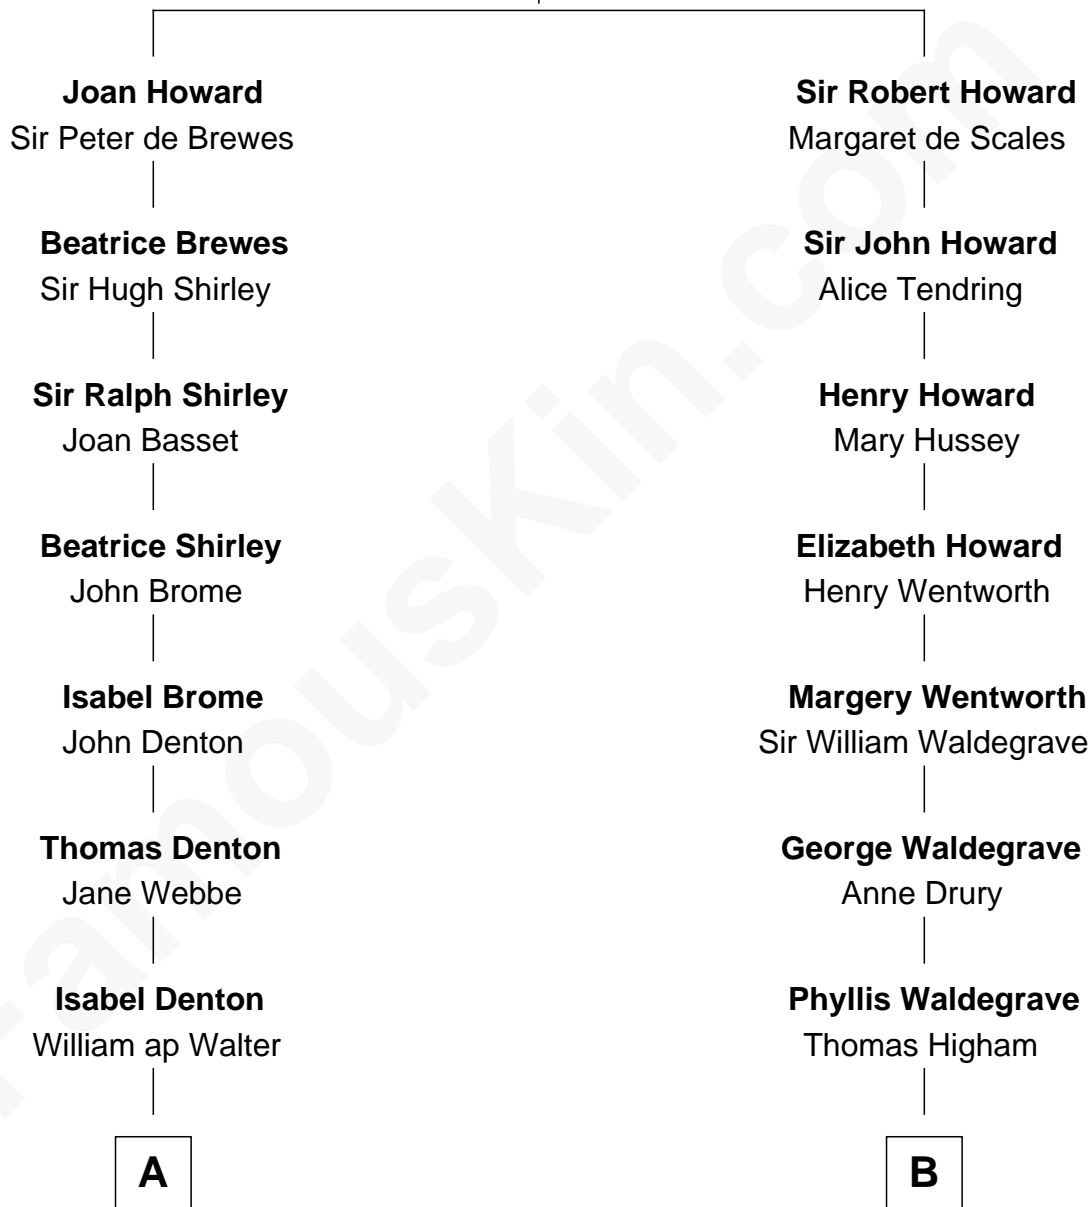 Joan Howard
Sir Peter de Brewes
Beatrice Brewes
Sir Hugh Shirley
Sir Ralph Shirley
Joan Basset
Beatrice Shirley
John Brome
Isabel Brome
John Denton
Thomas Denton
Jane Webbe
Isabel Denton
William ap Walter
A
Sir Robert Howard
Margaret de Scales
Sir John Howard
Alice Tendring
Henry Howard
Mary Hussey
Elizabeth Howard
Henry Wentworth
Margery Wentworth
Sir William Waldegrave
George Waldegrave
Anne Drury
Phyllis Waldegrave
Thomas Higham
B
FamousKin.com